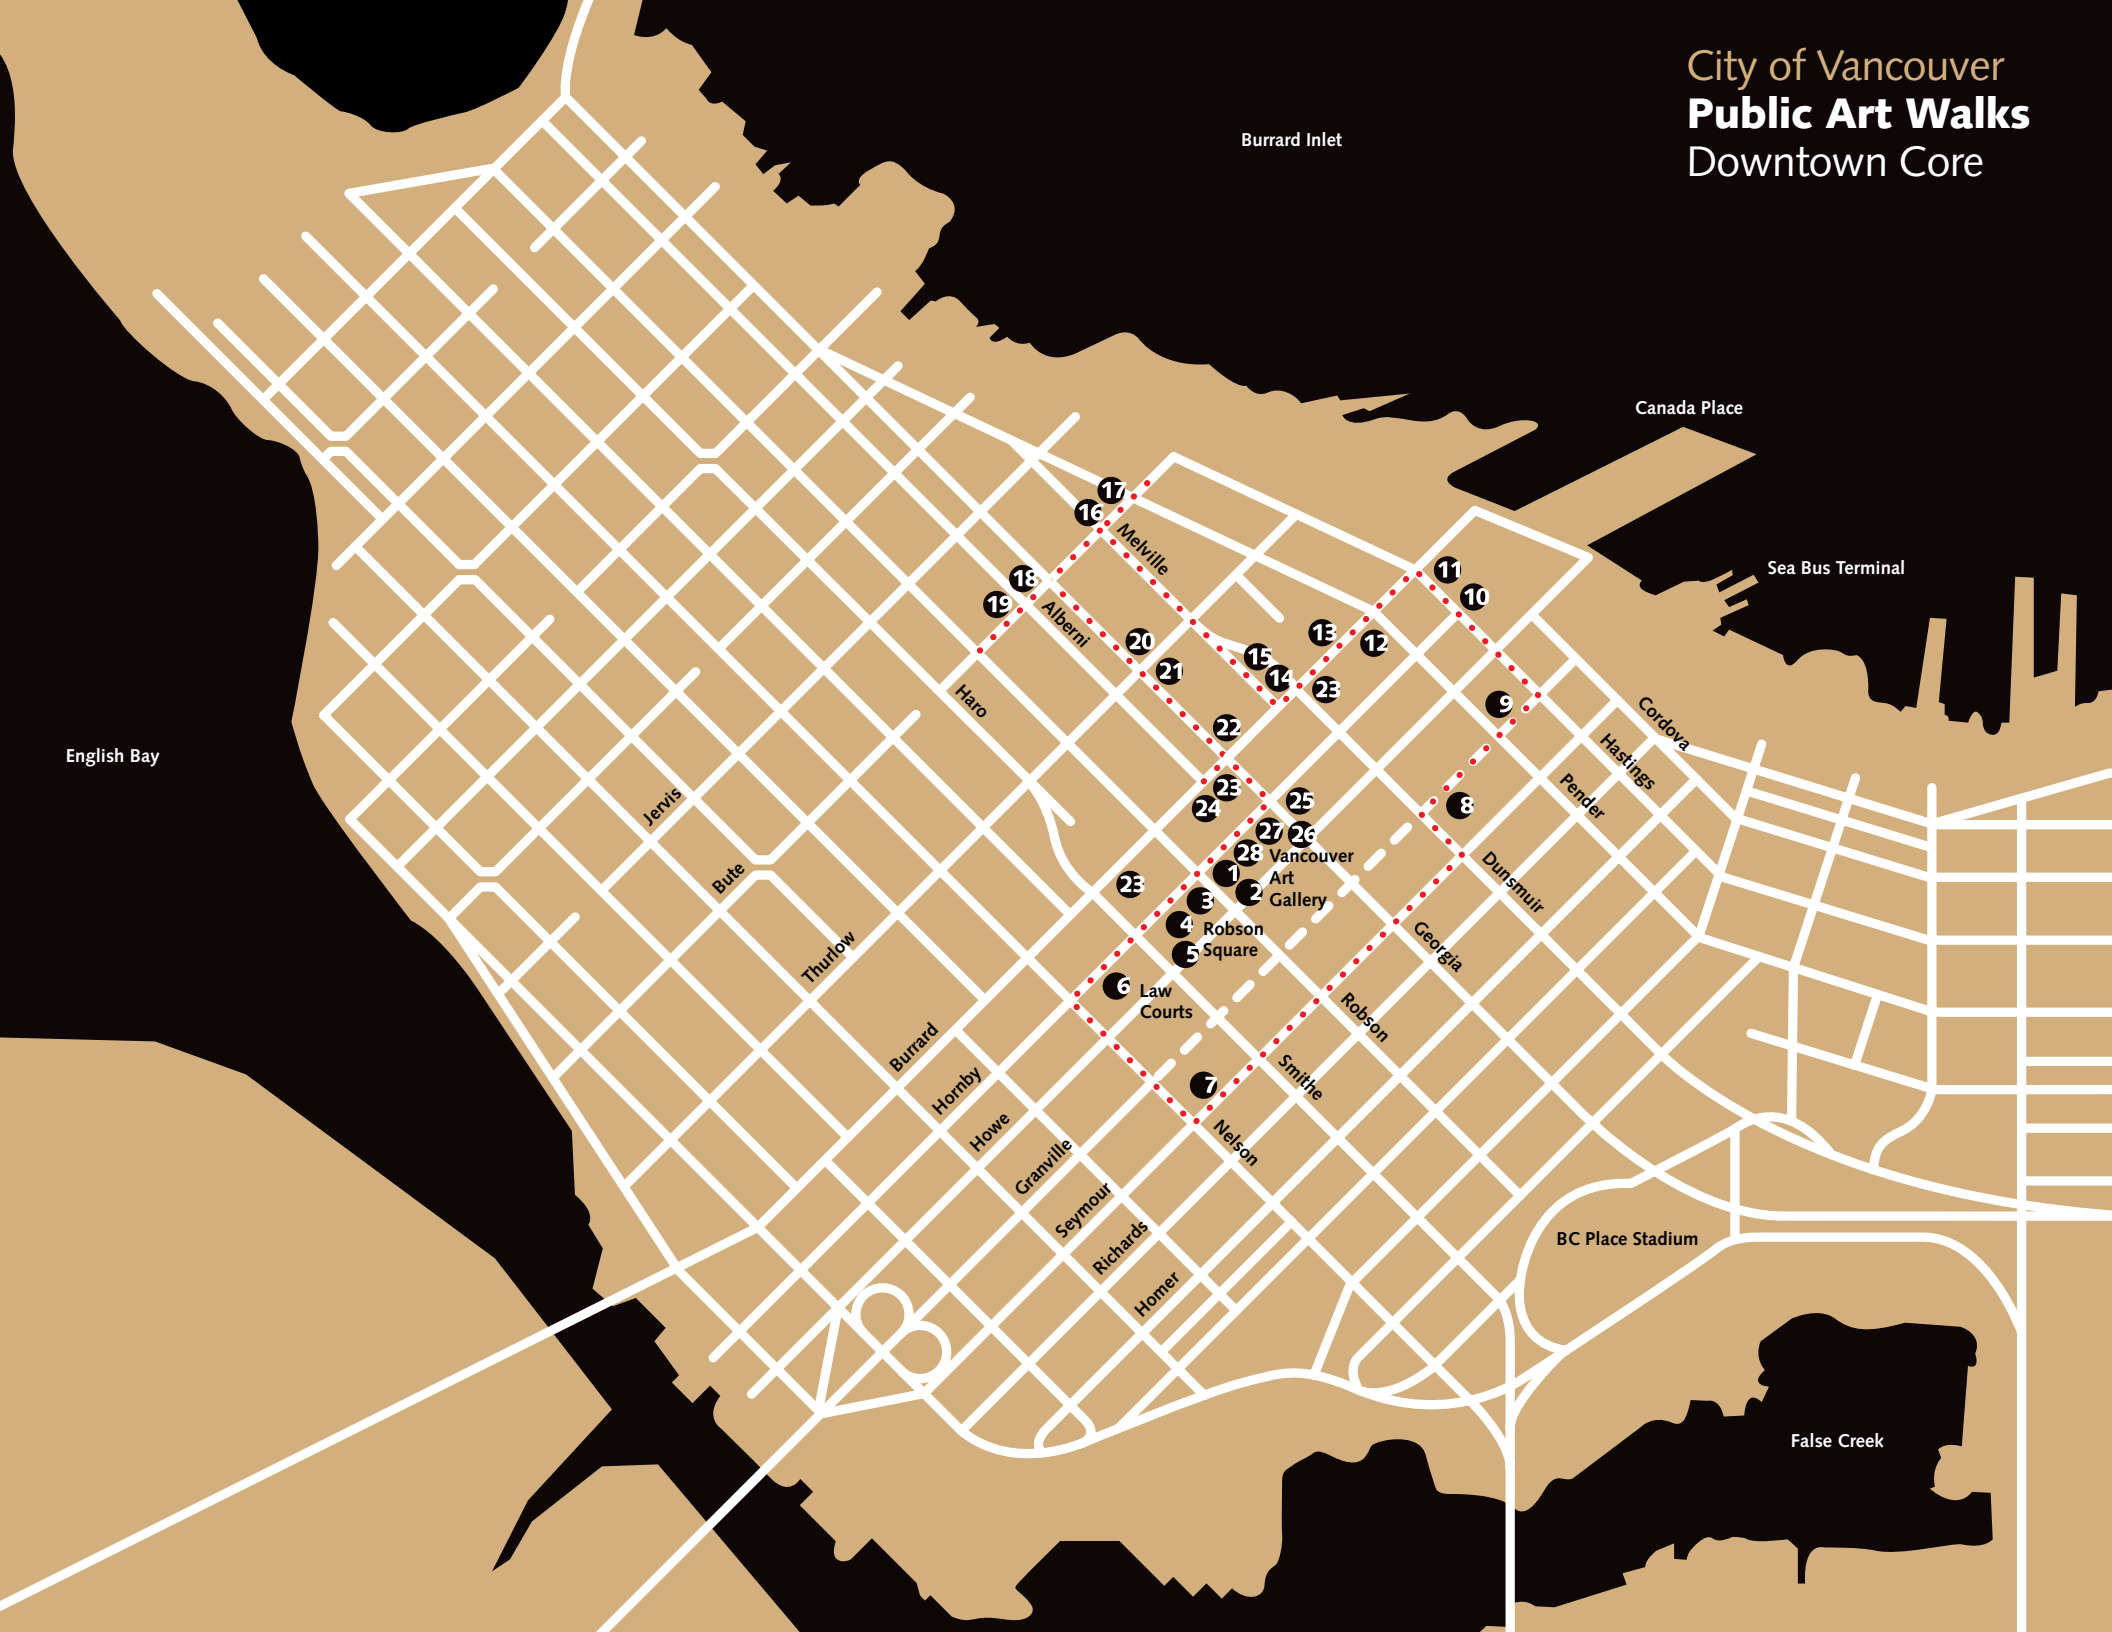 City of Vancouver
Public Art Walks
Downtown Core
Burrard Inlet
Canada Place
Sea Bus Terminal
English Bay
17
16
Melville
18
19
Alberni
11
10
13
12
20
21
15
14
23
Haro
9
22
Cordova
Hastings
Pender
23
24
25
8
27
26
28
Vancouver
Art
Gallery
1
2
23
3
4
Robson
Square
5
6
Law
Courts
7
Jervis
Bute
Thurlow
Burrard
Hornby
Howe
Granville
Seymour
Richards
Homer
Dunsmuir
Georgia
Robson
Smithe
Nelson
BC Place Stadium
False Creek